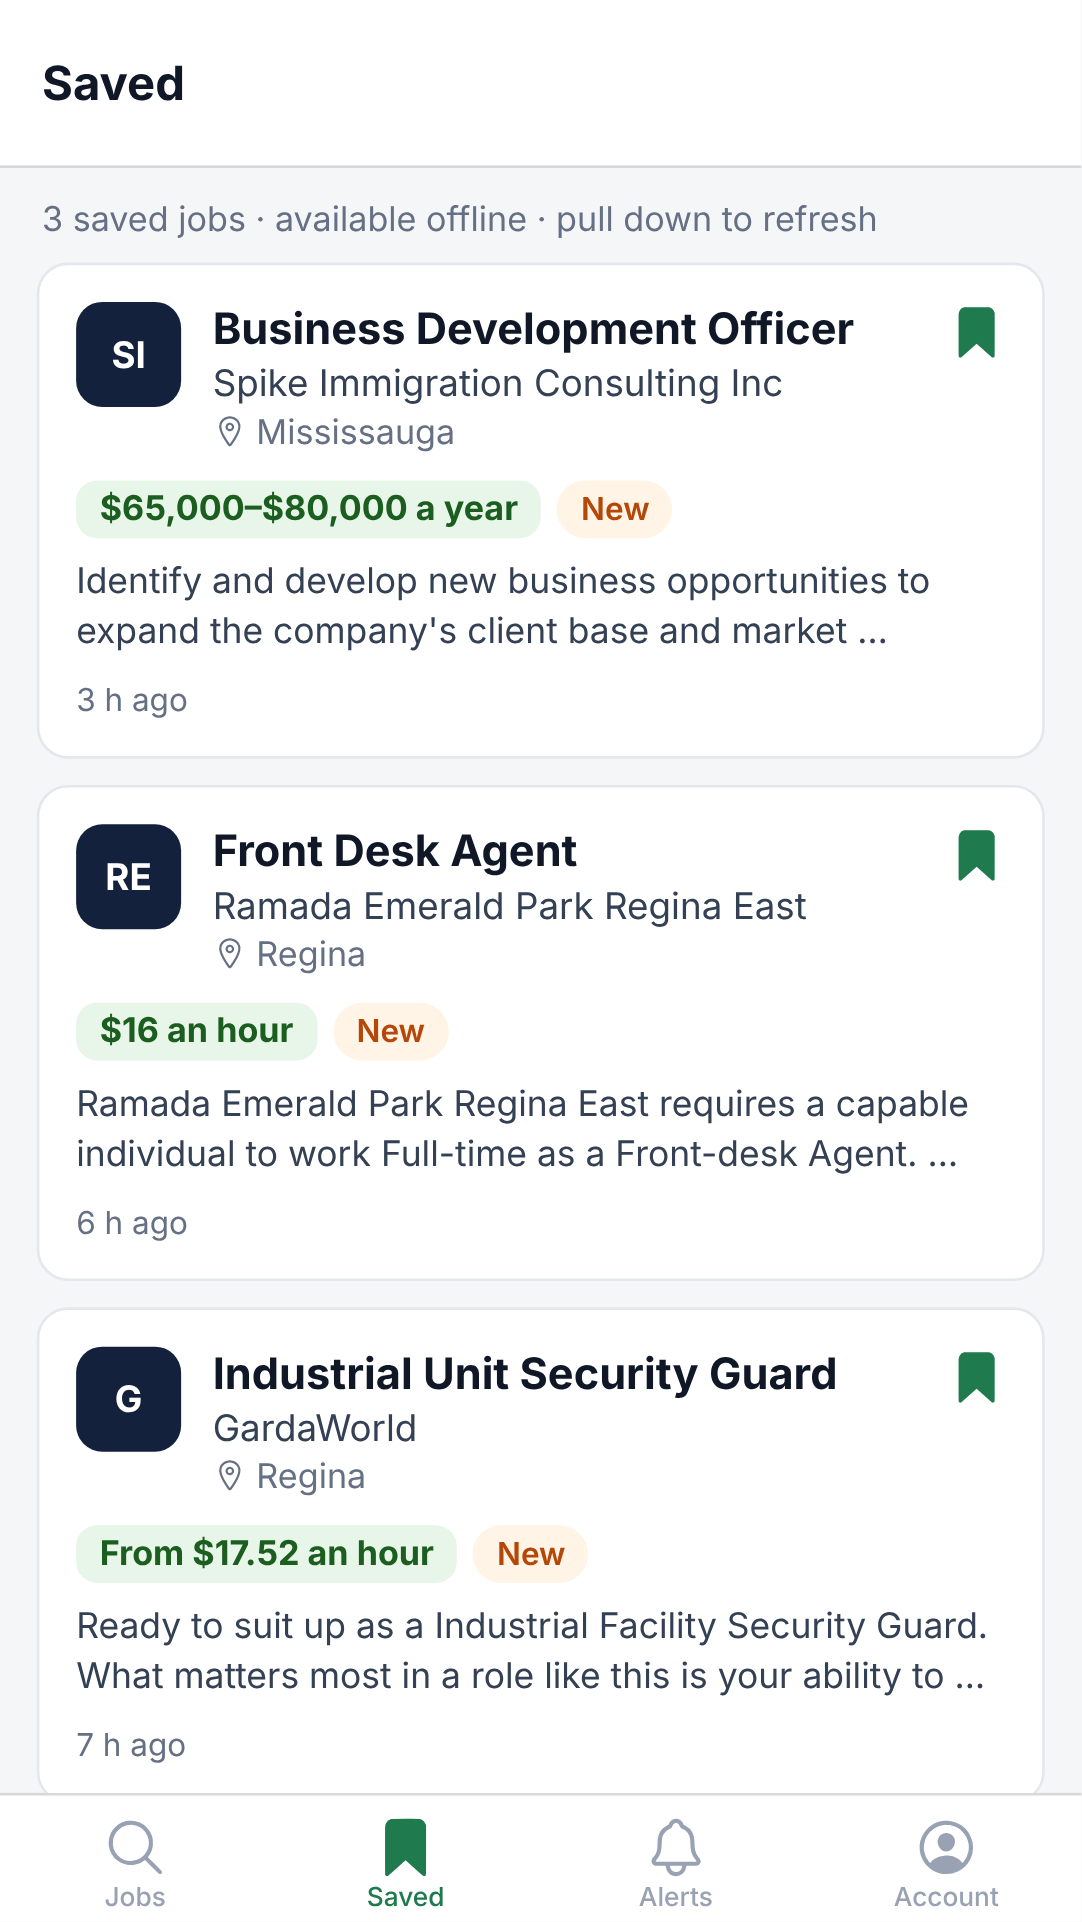 Saved
3 saved jobs · available offline · pull down to refresh
SI
Business Development Officer
Spike Immigration Consulting Inc
Mississauga
$65,000–$80,000 a year
New
Identify and develop new business opportunities to
expand the company's client base and market ...
3 h ago
RE
Front Desk Agent
Ramada Emerald Park Regina East
Regina
$16 an hour
New
Ramada Emerald Park Regina East requires a capable
individual to work Full-time as a Front-desk Agent. ...
6 h ago
G
Industrial Unit Security Guard
GardaWorld
Regina
From $17.52 an hour
New
Ready to suit up as a Industrial Facility Security Guard.
What matters most in a role like this is your ability to ...
7 h ago
Jobs
Saved
Alerts
Account